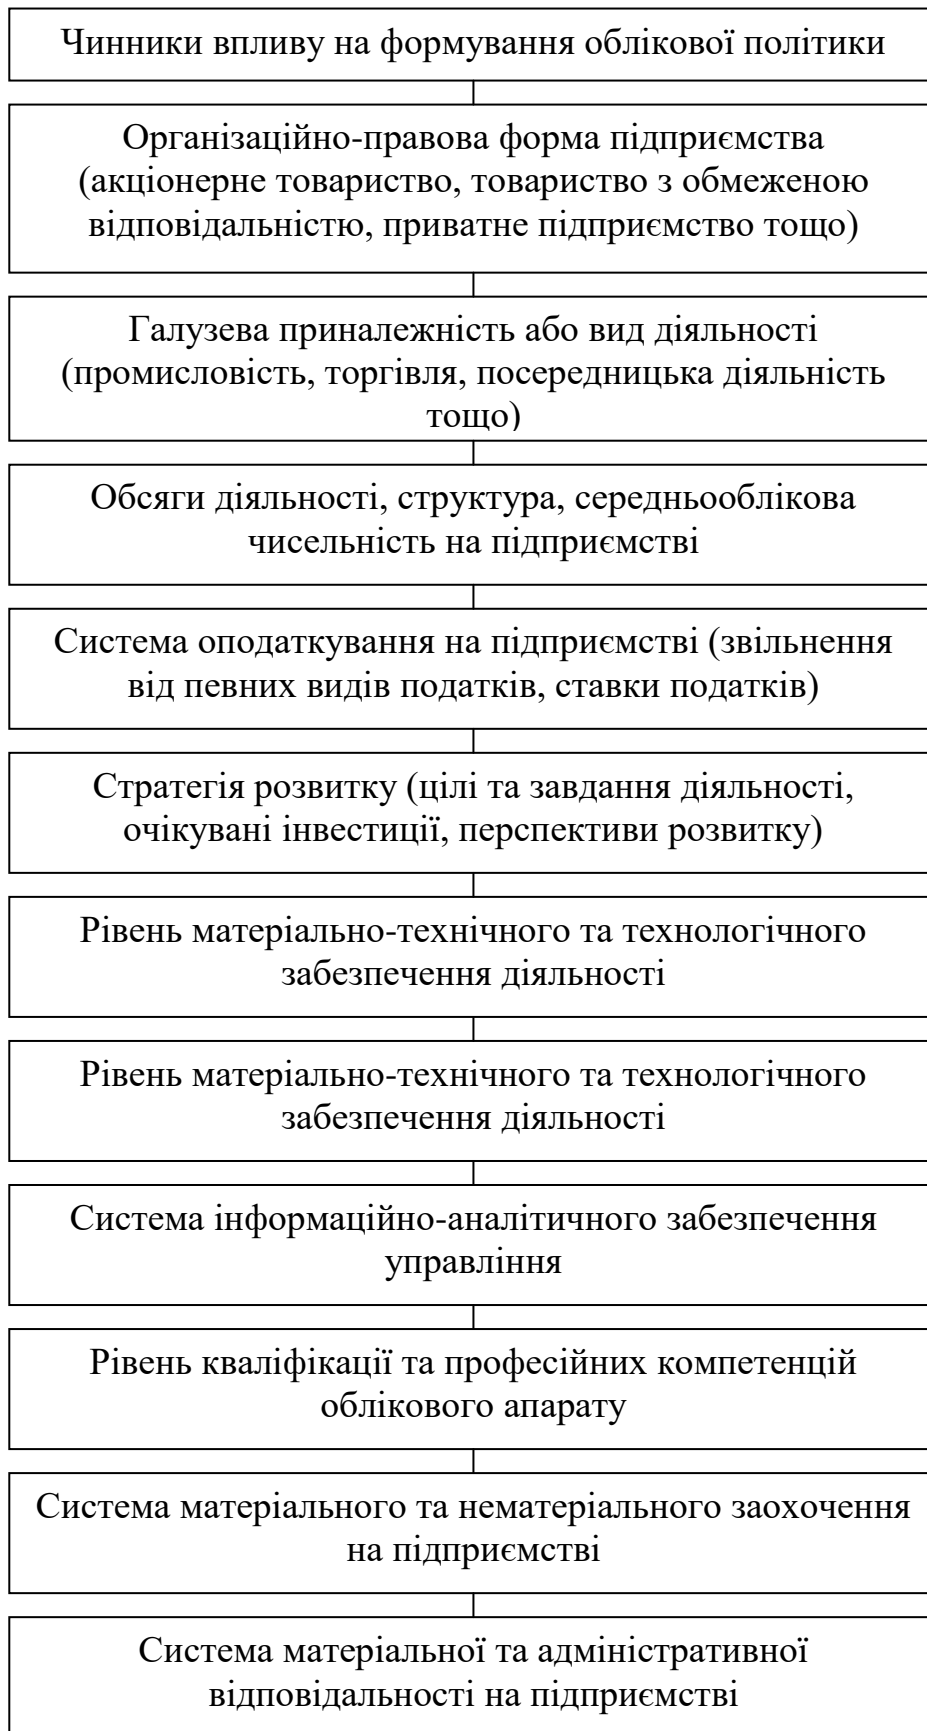 Чинники впливу на формування облікової політики
Організаційно-правова форма підприємства
(акціонерне товариство, товариство з обмеженою
відповідальністю, приватне підприємство тощо)
Галузева приналежність або вид діяльності
(промисловість, торгівля, посередницька діяльність
тощо)
Обсяги діяльності, структура, середньооблікова
чисельність на підприємстві
Система оподаткування на підприємстві (звільнення
від певних видів податків, ставки податків)
Стратегія розвитку (цілі та завдання діяльності,
очікувані інвестиції, перспективи розвитку)
Рівень матеріально-технічного та технологічного
забезпечення діяльності
Рівень матеріально-технічного та технологічного
забезпечення діяльності
Система інформаційно-аналітичного забезпечення
управління
Рівень кваліфікації та професійних компетенцій
облікового апарату
Система матеріального та нематеріального заохочення
на підприємстві
Система матеріальної та адміністративної
відповідальності на підприємстві